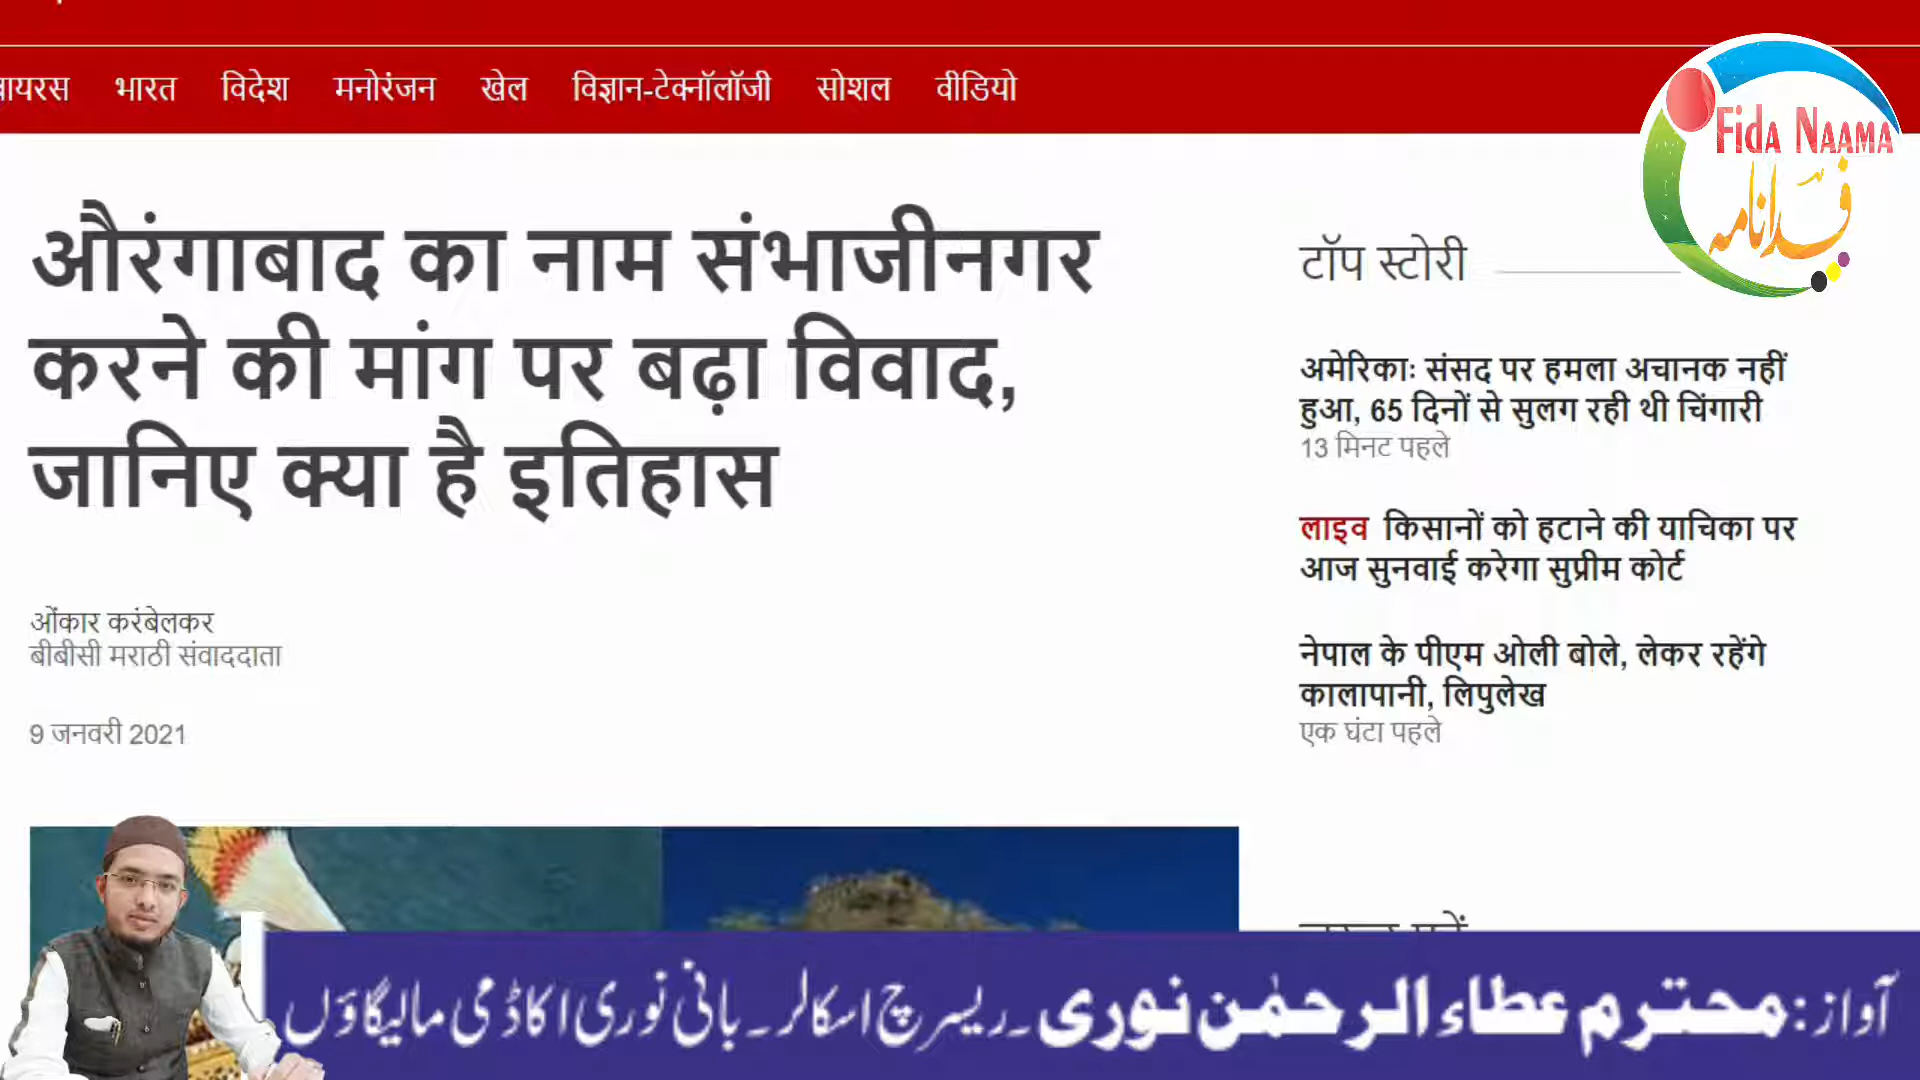 भारत विदेश मनोरंजन खेल विज्ञान-टेक्नॉलॉजी सोशल वीडियो
Fida Naama
فدانامہ
औरंगाबाद का नाम संभाजीनगर
करने की मांग पर बढ़ा विवाद,
जानिए क्या है इतिहास
ओंकार करंबेलकर
बीबीसी मराठी संवाददाता
9 जनवरी 2021
टॉप स्टोरी
अमेरिकाः संसद पर हमला अचानक नहीं
हुआ, 65 दिनों से सुलग रही थी चिंगारी
13 मिनट पहले
लाइव किसानों को हटाने की याचिका पर
आज सुनवाई करेगा सुप्रीम कोर्ट
नेपाल के पीएम ओली बोले, लेकर रहेंगे
कालापानी, लिपुलेख
एक घंटा पहले
آواز: محترم عطاء الرحمٰن نوری۔ریسرچ اسکالر۔بانی نوری اکاڈمی مالیگاؤں